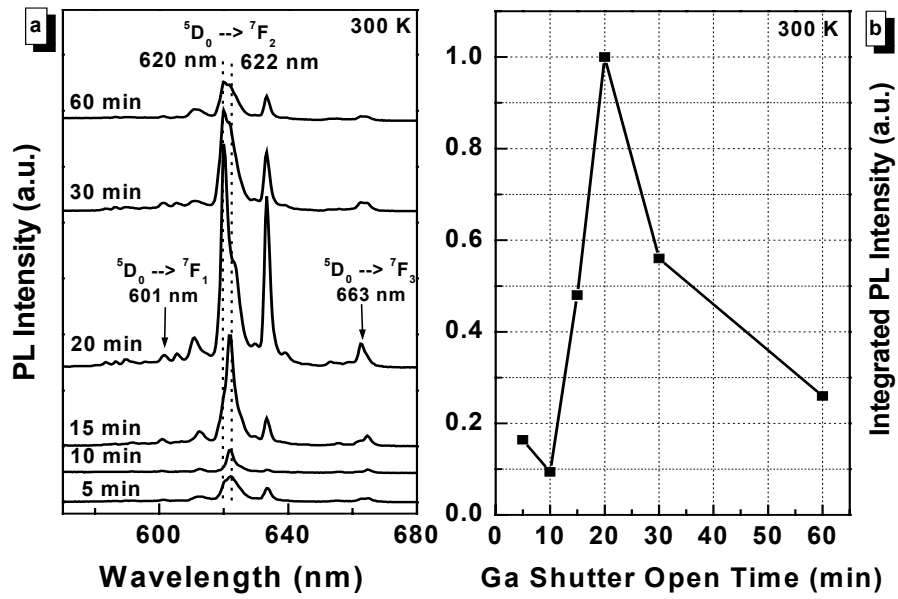 a
⁵D₀ --> ⁷F₂
300 K
620 nm
622 nm
60 min
30 min
⁵D₀ --> ⁷F₁
601 nm
⁵D₀ --> ⁷F₃
663 nm
20 min
15 min
10 min
5 min
600
640
680
Wavelength (nm)
PL Intensity (a.u.)
300 K
b
1.0
0.8
0.6
0.4
0.2
0.0
0
10
20
30
40
50
60
Ga Shutter Open Time (min)
Integrated PL Intensity (a.u.)